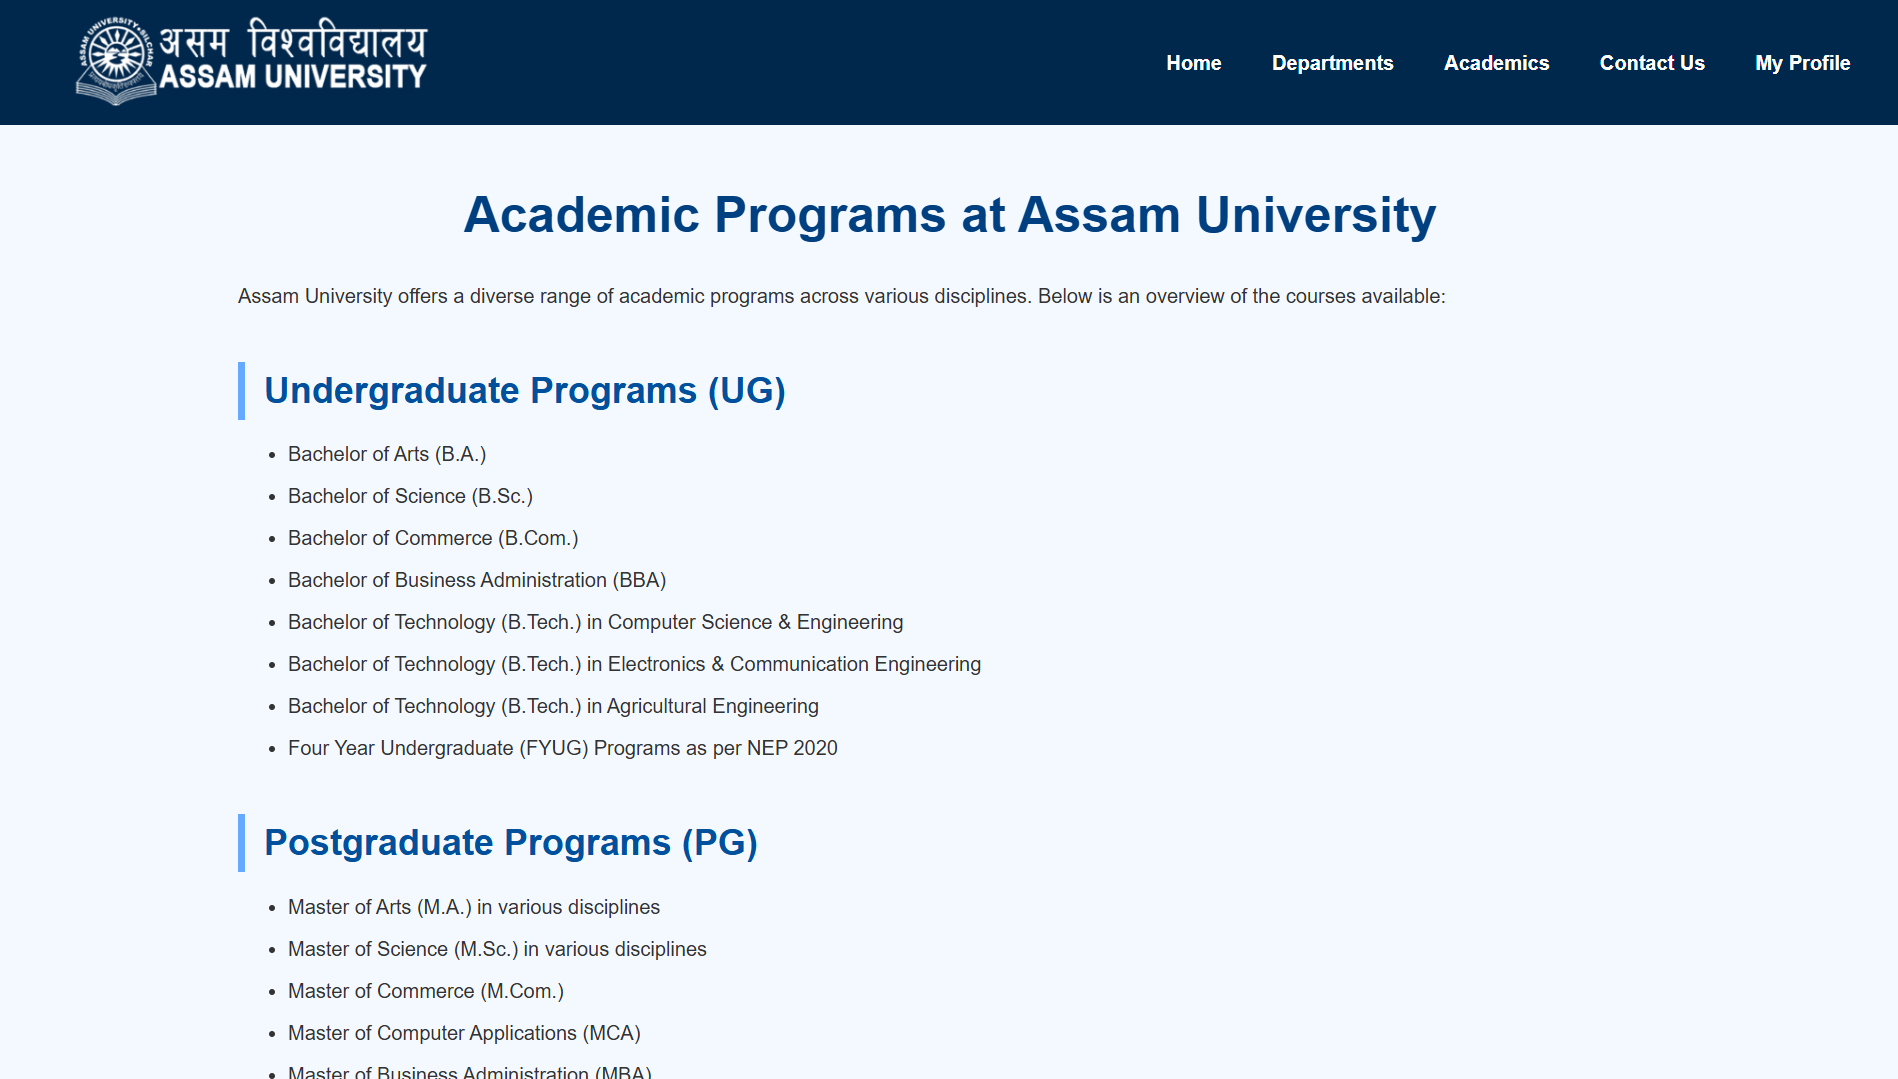 असम विश्वविद्यालय
ASSAM UNIVERSITY
ASSAM UNIVERSITY, SILCHAR
Home
Departments
Academics
Contact Us
My Profile
Academic Programs at Assam University
Assam University offers a diverse range of academic programs across various disciplines. Below is an overview of the courses available:
Undergraduate Programs (UG)
Bachelor of Arts (B.A.)
Bachelor of Science (B.Sc.)
Bachelor of Commerce (B.Com.)
Bachelor of Business Administration (BBA)
Bachelor of Technology (B.Tech.) in Computer Science & Engineering
Bachelor of Technology (B.Tech.) in Electronics & Communication Engineering
Bachelor of Technology (B.Tech.) in Agricultural Engineering
Four Year Undergraduate (FYUG) Programs as per NEP 2020
Postgraduate Programs (PG)
Master of Arts (M.A.) in various disciplines
Master of Science (M.Sc.) in various disciplines
Master of Commerce (M.Com.)
Master of Computer Applications (MCA)
Master of Business Administration (MBA)